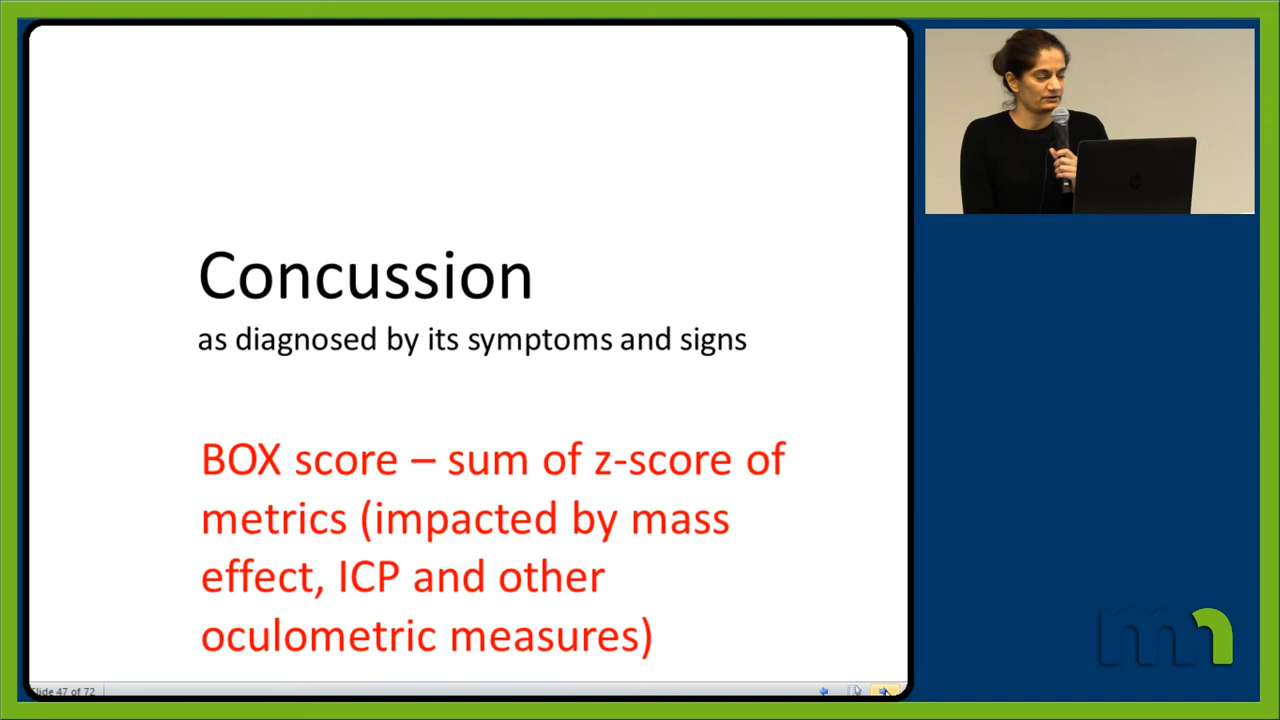 Concussion
as diagnosed by its symptoms and signs
BOX score – sum of z-score of
metrics (impacted by mass
effect, ICP and other
oculometric measures)
Slide 47 of 72